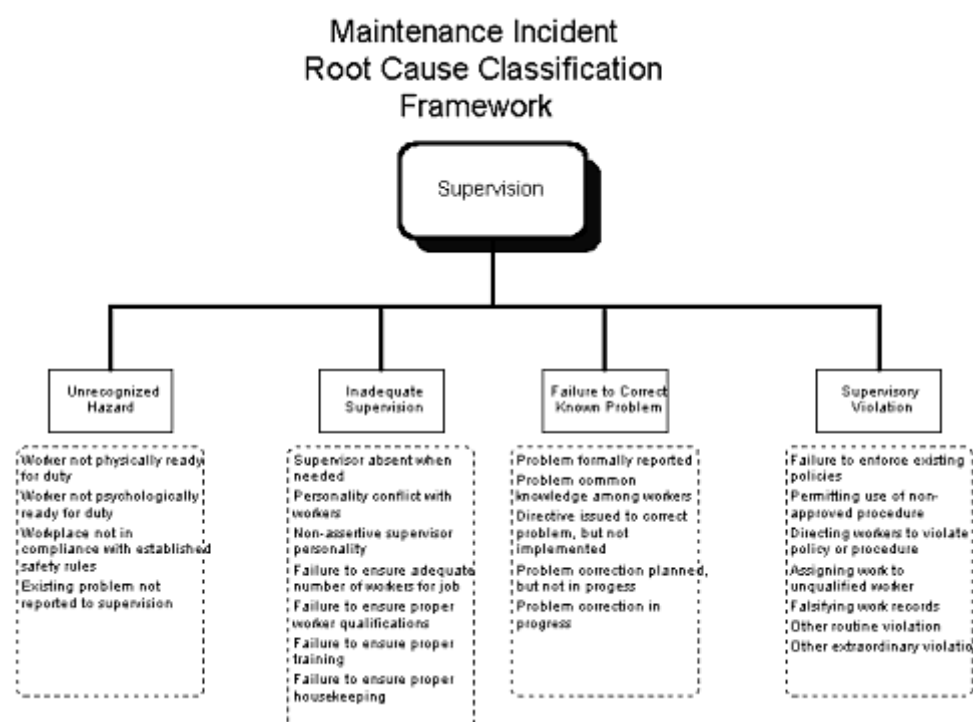 Maintenance Incident
Root Cause Classification
Framework
Supervision
Unrecognized
Hazard
Worker not physically ready
for duty
Worker not psychologically
ready for duty
Workplace not in
compliance with established
safety rules
Existing problem not
reported to supervision
Inadequate
Supervision
Supervisor absent when
needed
Personality conflict with
workers
Non-assertive supervisor
personality
Failure to ensure adequate
number of workers for job
Failure to ensure proper
worker qualifications
Failure to ensure proper
training
Failure to ensure proper
housekeeping
Failure to Correct
Known Problem
Problem formally reported
Problem common
knowledge among workers
Directive issued to correct
problem, but not
implemented
Problem correction planned,
but not in progess
Problem correction in
progress
Supervisory
Violation
Failure to enforce existing
policies
Permitting use of non-
approved procedure
Directing workers to violate
policy or procedure
Assigning work to
unqualified worker
Falsifying work records
Other routine violation
Other extraordinary violatio